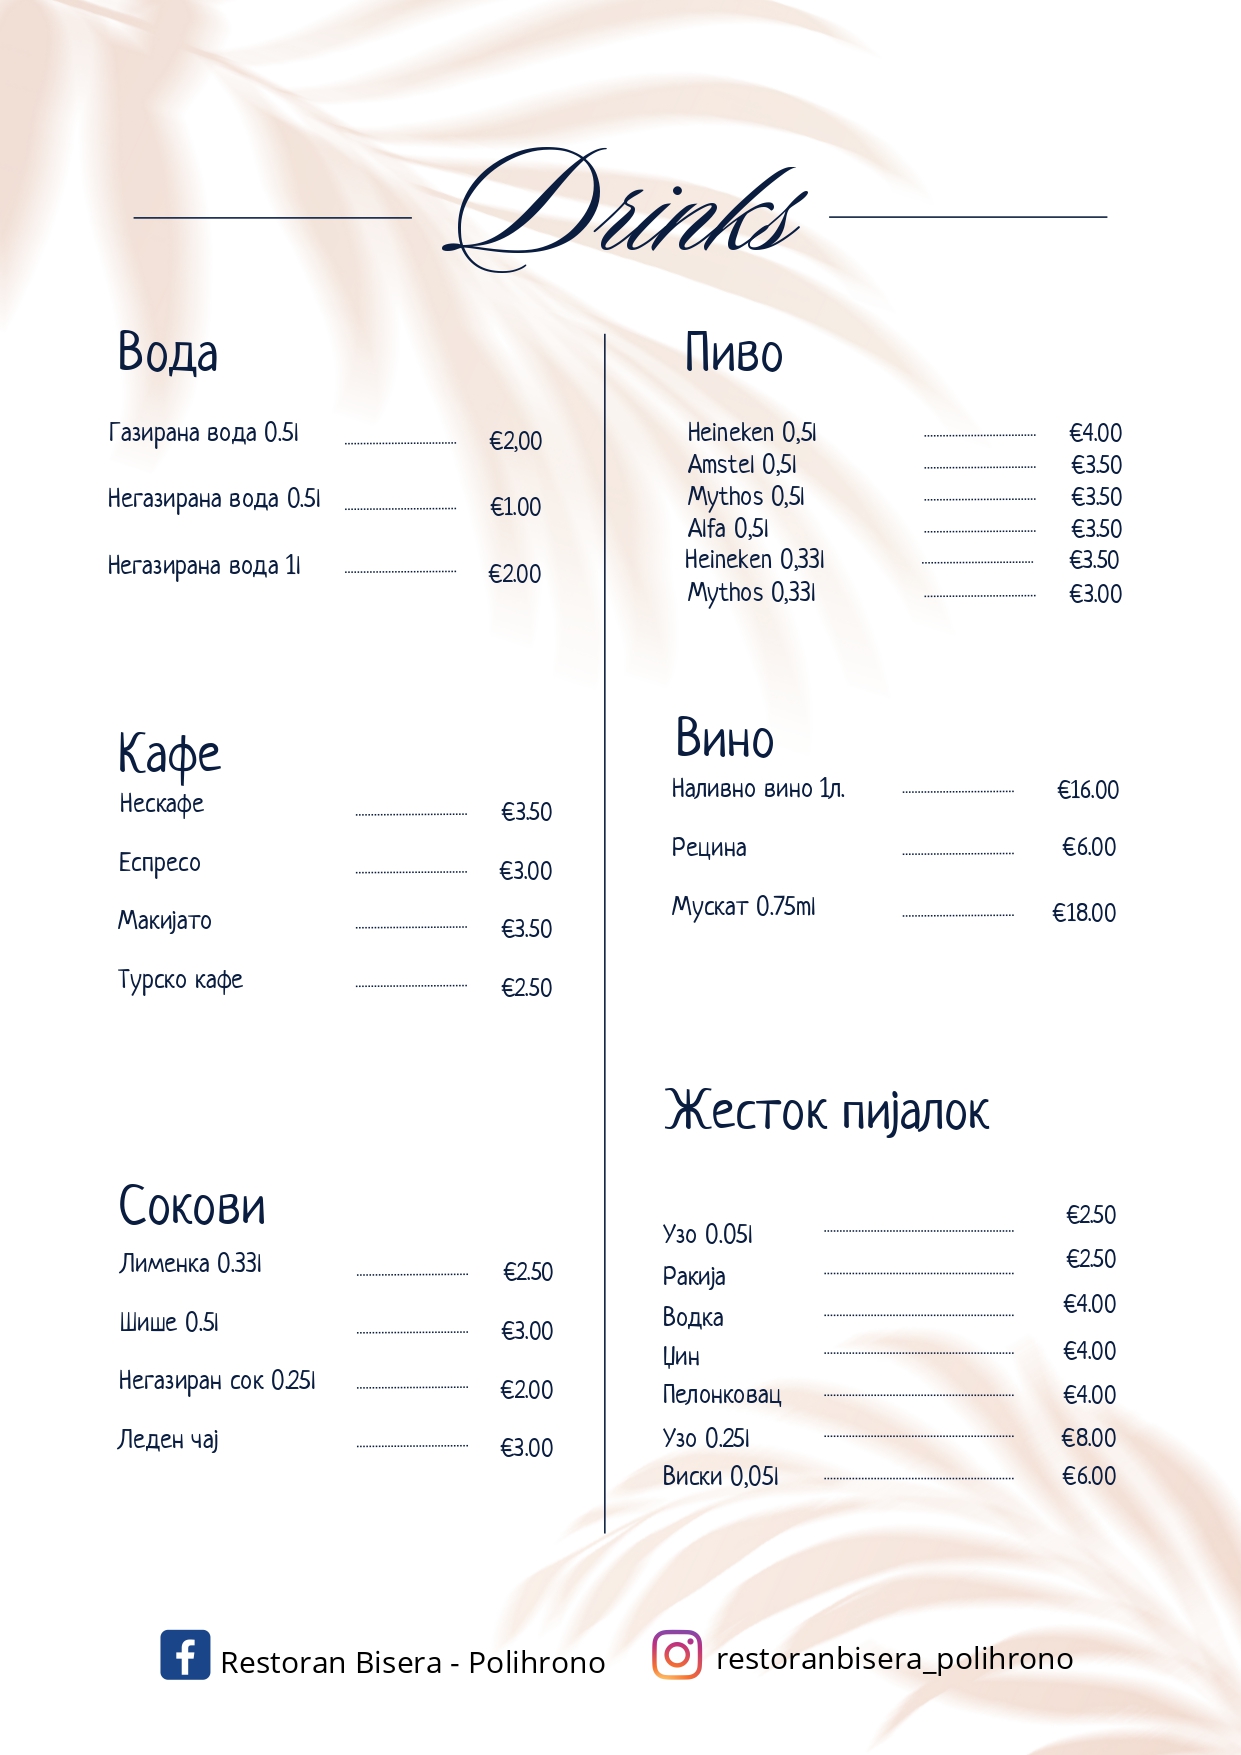 Drinks
Вода
Газирана вода 0.5l €2,00
Негазирана вода 0.5l €1.00
Негазирана вода 1l €2.00
Кафе
Нескафе €3.50
Еспресо €3.00
Макијато €3.50
Турско кафе €2.50
Сокови
Лименка 0.33l €2.50
Шише 0.5l €3.00
Негазиран сок 0.25l €2.00
Леден чај €3.00
Пиво
Heineken 0,5l €4.00
Amstel 0,5l €3.50
Mythos 0,5l €3.50
Alfa 0,5l €3.50
Heineken 0,33l €3.50
Mythos 0,33l €3.00
Вино
Наливно вино 1л. €16.00
Рецина €6.00
Мускат 0.75ml €18.00
Жесток пијалок
Узо 0.05l €2.50
Ракија €2.50
Водка €4.00
Џин €4.00
Пелонковац €4.00
Узо 0.25l €8.00
Виски 0,05l €6.00
Restoran Bisera - Polihrono
restoranbisera_polihrono